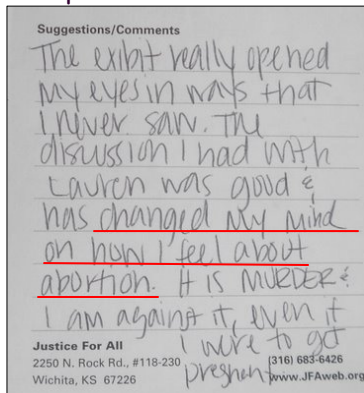 Suggestions/Comments
The exibit really opened
my eyes in ways that
I never saw. The
discussion I had with
Lauren was good &
has changed my mind
on how I feel about
abortion. It is MURDER &
I am against it, even if
I were to get
pregnant
Justice For All
2250 N. Rock Rd., #118-230
Wichita, KS 67226
(316) 683-6426
www.JFAweb.org